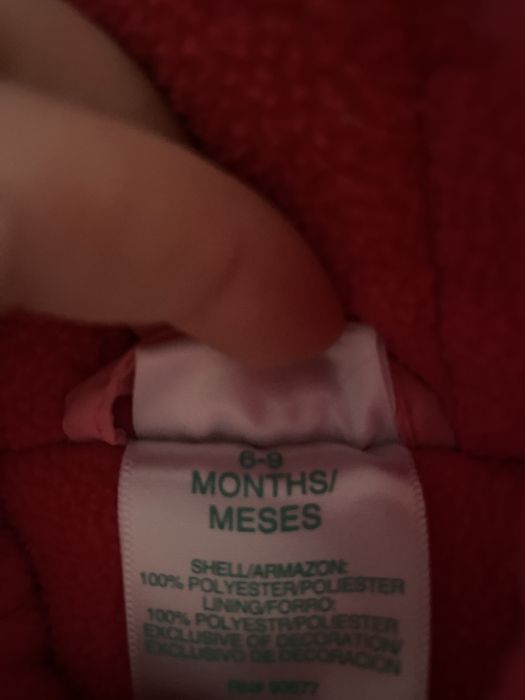 6-9
MONTHS/
MESES
SHELL/ARMAZON:
100% POLYESTER/POLIESTER
LINING/FORRO:
100% POLYESTR/POLIESTER
EXCLUSIVE OF DECORATION/
EXCLUSIVO DE DECORACION